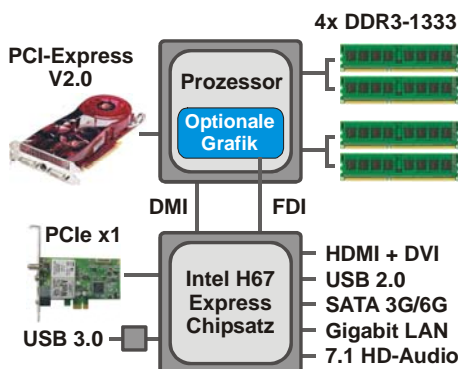 4x DDR3-1333
PCI-Express
V2.0
Prozessor
Optionale
Grafik
DMI
FDI
PCIe x1
Intel H67
Express
Chipsatz
USB 3.0
HDMI + DVI
USB 2.0
SATA 3G/6G
Gigabit LAN
7.1 HD-Audio